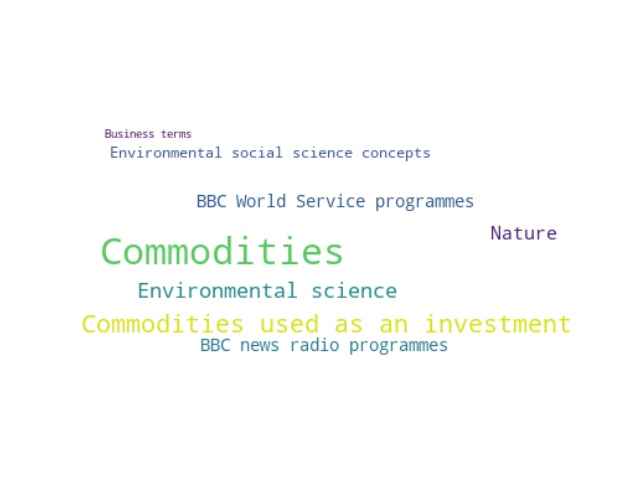 Business terms
Environmental social science concepts
BBC World Service programmes
Nature
Commodities
Environmental science
Commodities used as an investment
BBC news radio programmes